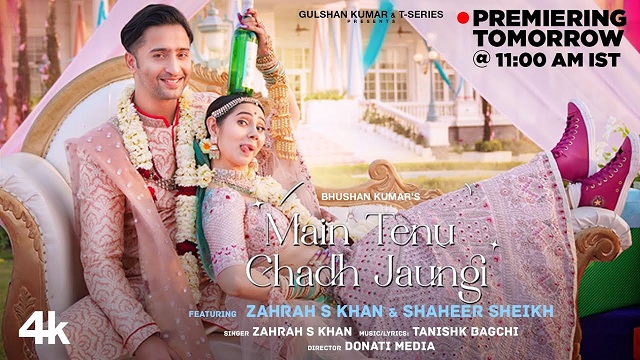 GULSHAN KUMAR & T-SERIES
PRESENTS
PREMIERING
TOMORROW
@ 11:00 AM IST
BHUSHAN KUMAR'S
Main Tenu
Chadh Jaungi
FEATURING ZAHRAH S KHAN & SHAHEER SHEIKH
SINGER ZAHRAH S KHAN MUSIC/LYRICS: TANISHK BAGCHI
DIRECTOR DONATI MEDIA
4K